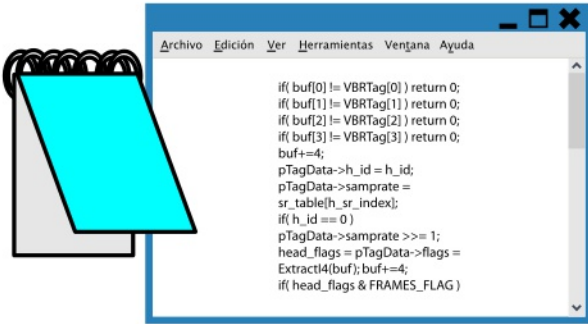 Archivo Edición Ver Herramientas Ventana Ayuda
if( buf[0] != VBRTag[0] ) return 0;
if( buf[1] != VBRTag[1] ) return 0;
if( buf[2] != VBRTag[2] ) return 0;
if( buf[3] != VBRTag[3] ) return 0;
buf+=4;
pTagData->h_id = h_id;
pTagData->samprate =
sr_table[h_sr_index];
if( h_id == 0 )
pTagData->samprate >>= 1;
head_flags = pTagData->flags =
ExtractI4(buf); buf+=4;
if( head_flags & FRAMES_FLAG )